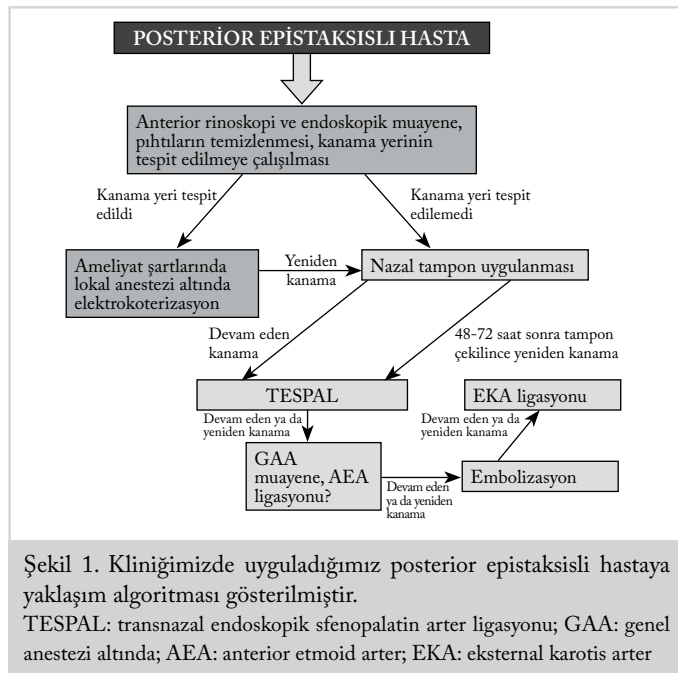 POSTERIOR EPISTAKSISLI HASTA
Anterior rinoskopi ve endoskopik muayene,
pıhtıların temizlenmesi, kanama yerinin
tespit edilmeye çalışılması
Kanama yeri tespit
edildi
Kanama yeri tespit
edilemedi
Ameliyat şartlarında
lokal anestezi altında
elektrokoterizasyon
Yeniden
kanama
Nazal tampon uygulanması
Devam eden
kanama
48-72 saat sonra tampon
çekilince yeniden kanama
TESPAL
EKA ligasyonu
Devam eden ya da
yeniden kanama
Devam eden ya da
yeniden kanama
GAA
muayene, AEA
ligasyonu?
Devam eden
ya da yeniden
kanama
Embolizasyon
Şekil 1. Kliniğimizde uyguladığımız posterior epistaksisli hastaya
yaklaşım algoritması gösterilmiştir.
TESPAL: transnazal endoskopik sfenopalatin arter ligasyonu; GAA: genel
anestezi altında; AEA: anterior etmoid arter; EKA: eksternal karotis arter